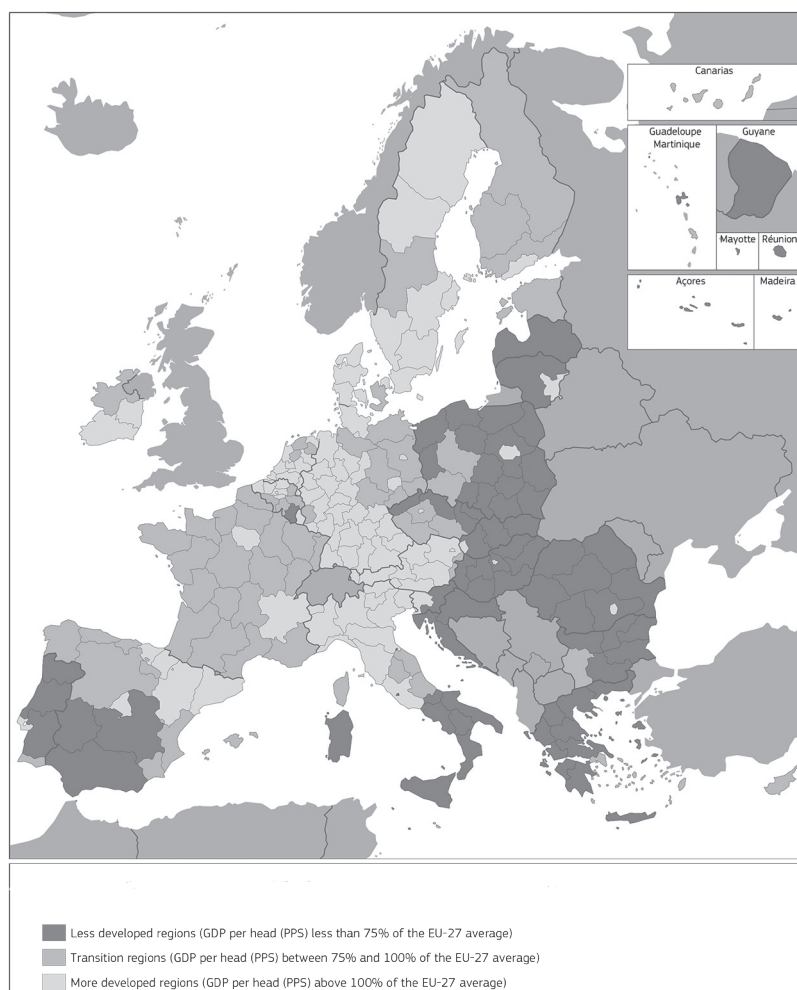 Canarias
Guadeloupe
Martinique
Guyane
Mayotte
Réunion
Açores
Madeira
Less developed regions (GDP per head (PPS) less than 75% of the EU-27 average)
Transition regions (GDP per head (PPS) between 75% and 100% of the EU-27 average)
More developed regions (GDP per head (PPS) above 100% of the EU-27 average)